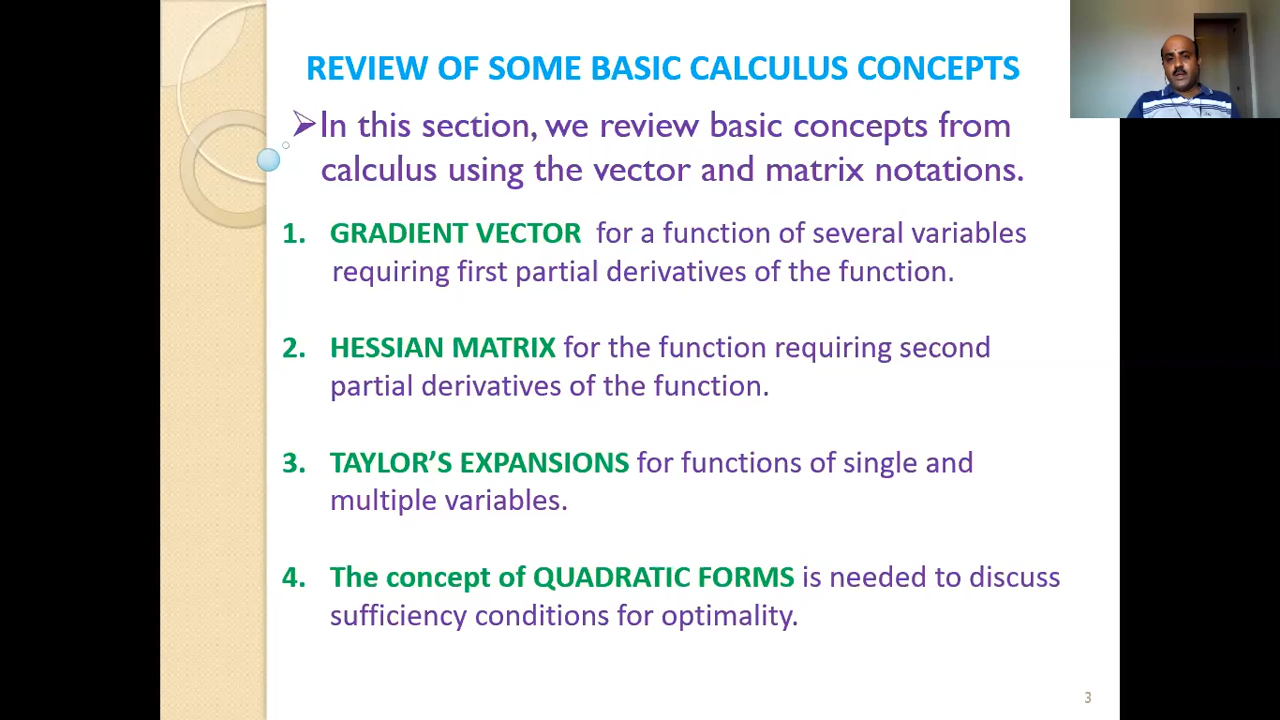 REVIEW OF SOME BASIC CALCULUS CONCEPTS
➢In this section, we review basic concepts from
calculus using the vector and matrix notations.
1. GRADIENT VECTOR for a function of several variables
requiring first partial derivatives of the function.
2. HESSIAN MATRIX for the function requiring second
partial derivatives of the function.
3. TAYLOR’S EXPANSIONS for functions of single and
multiple variables.
4. The concept of QUADRATIC FORMS is needed to discuss
sufficiency conditions for optimality.
3